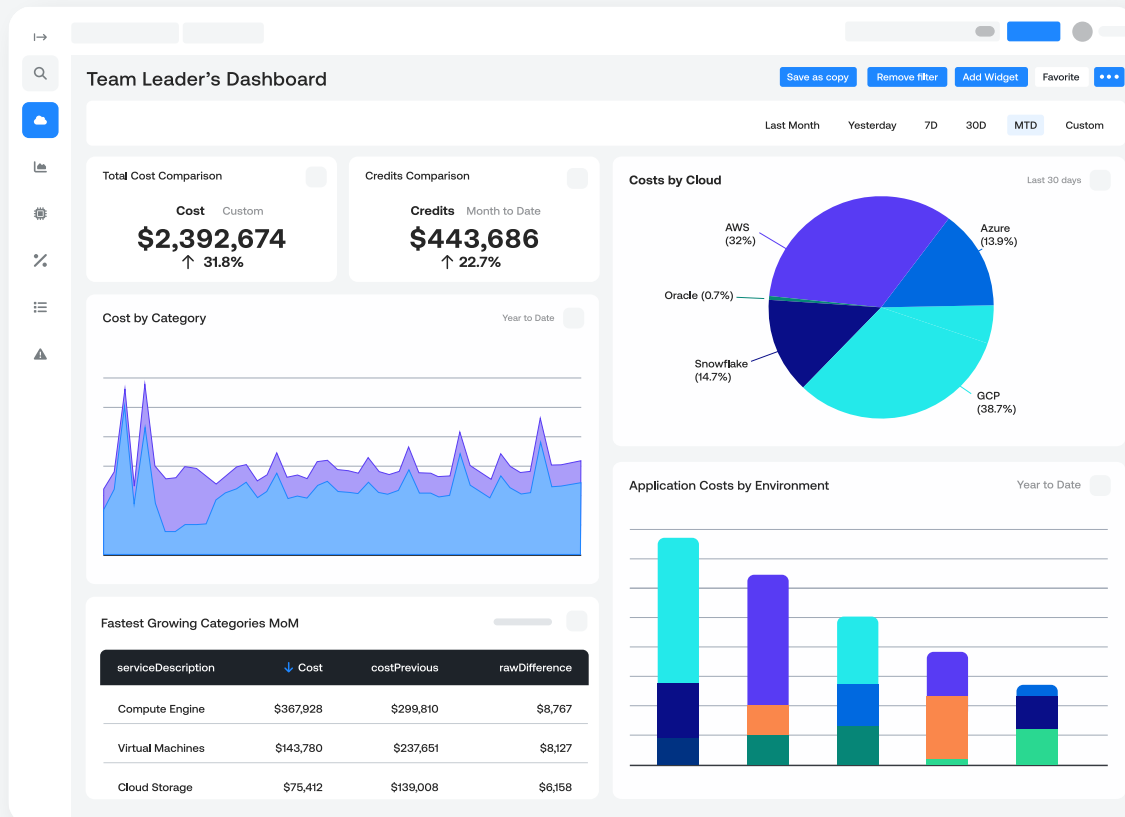 Team Leader’s Dashboard
Save as copy
Remove filter
Add Widget
Favorite
Last Month
Yesterday
7D
30D
MTD
Custom
Total Cost Comparison
Cost Custom
$2,392,674
↑ 31.8%
Credits Comparison
Credits Month to Date
$443,686
↑ 22.7%
Costs by Cloud
Last 30 days
AWS
(32%)
Azure
(13.9%)
Oracle (0.7%)
Snowflake
(14.7%)
GCP
(38.7%)
Cost by Category
Year to Date
Application Costs by Environment
Year to Date
Fastest Growing Categories MoM
serviceDescription ↓ Cost costPrevious rawDifference
Compute Engine $367,928 $299,810 $8,767
Virtual Machines $143,780 $237,651 $8,127
Cloud Storage $75,412 $139,008 $6,158